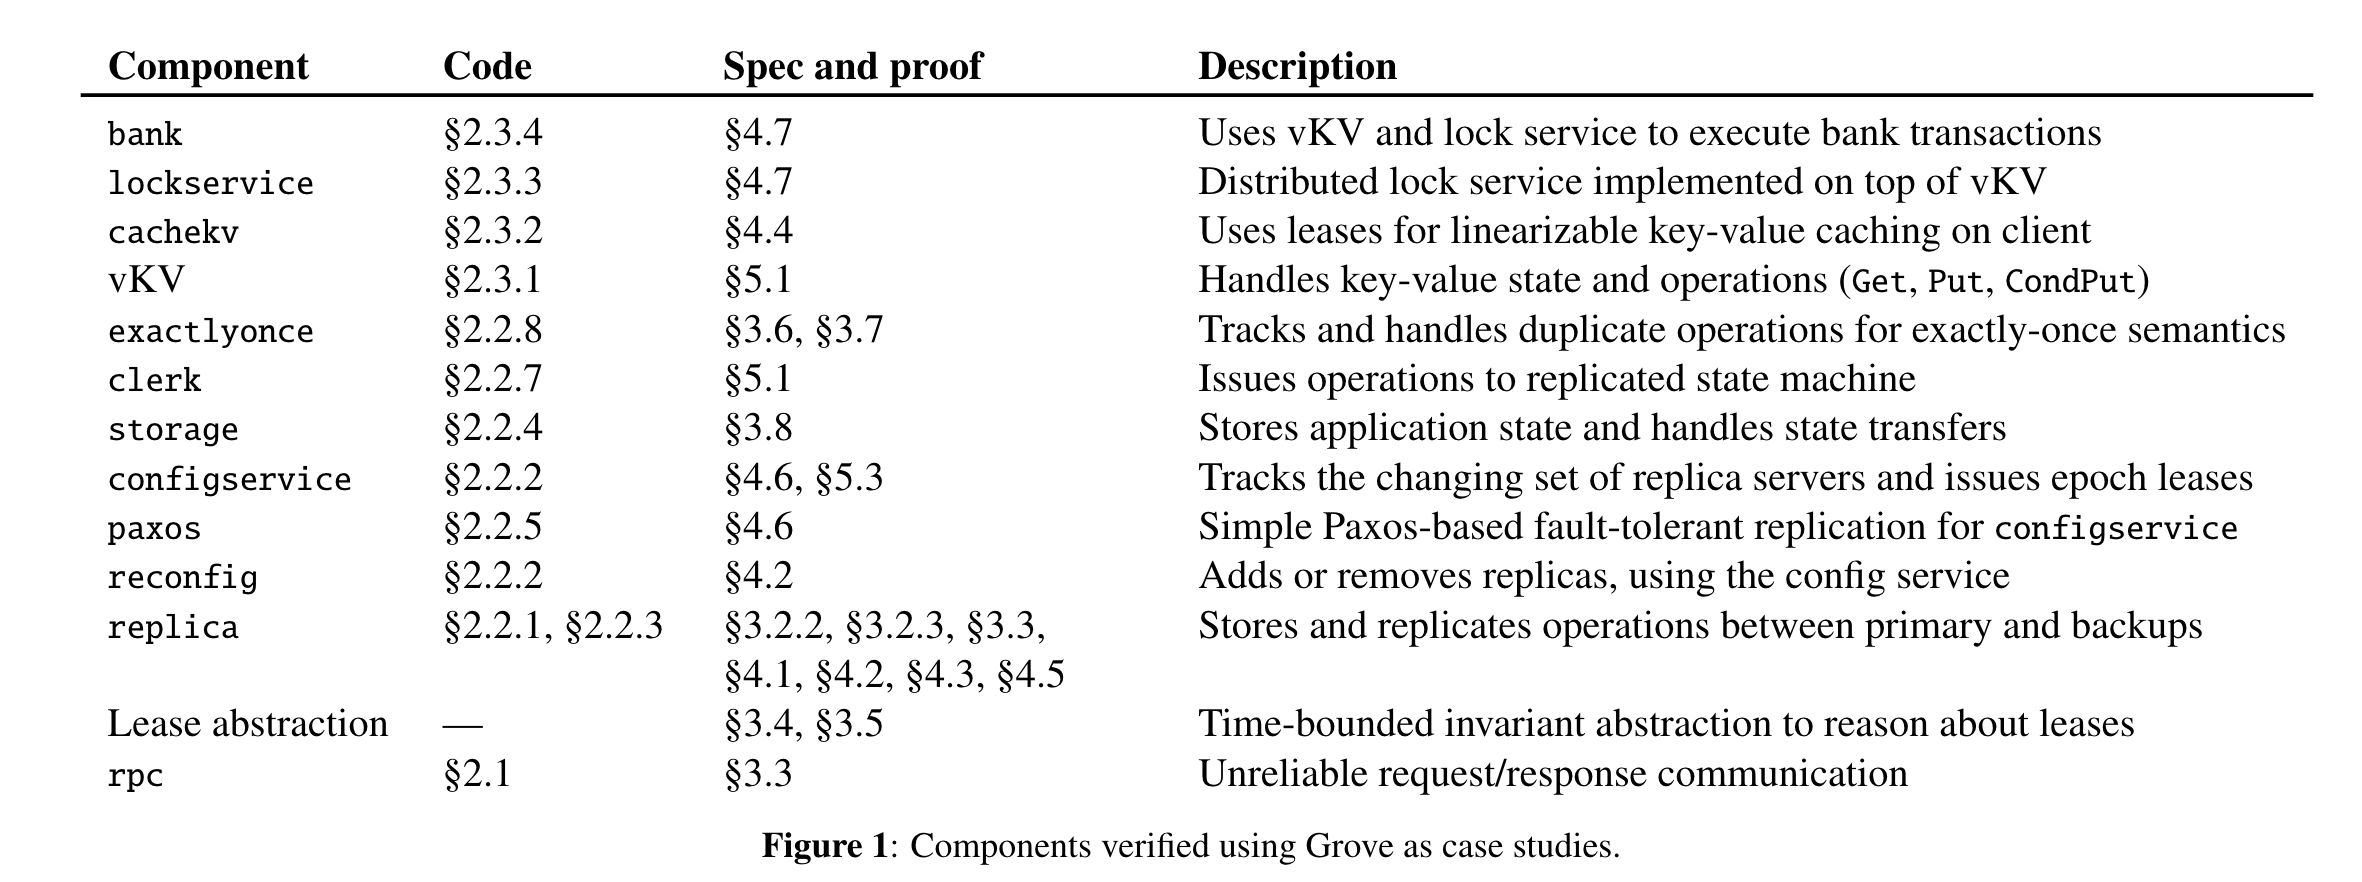 Component Code Spec and proof Description
bank §2.3.4 §4.7 Uses vKV and lock service to execute bank transactions
lockservice §2.3.3 §4.7 Distributed lock service implemented on top of vKV
cachekv §2.3.2 §4.4 Uses leases for linearizable key-value caching on client
vKV §2.3.1 §5.1 Handles key-value state and operations (Get, Put, CondPut)
exactlyonce §2.2.8 §3.6, §3.7 Tracks and handles duplicate operations for exactly-once semantics
clerk §2.2.7 §5.1 Issues operations to replicated state machine
storage §2.2.4 §3.8 Stores application state and handles state transfers
configservice §2.2.2 §4.6, §5.3 Tracks the changing set of replica servers and issues epoch leases
paxos §2.2.5 §4.6 Simple Paxos-based fault-tolerant replication for configservice
reconfig §2.2.2 §4.2 Adds or removes replicas, using the config service
replica §2.2.1, §2.2.3 §3.2.2, §3.2.3, §3.3, Stores and replicates operations between primary and backups
§4.1, §4.2, §4.3, §4.5
Lease abstraction — §3.4, §3.5 Time-bounded invariant abstraction to reason about leases
rpc §2.1 §3.3 Unreliable request/response communication
Figure 1: Components verified using Grove as case studies.